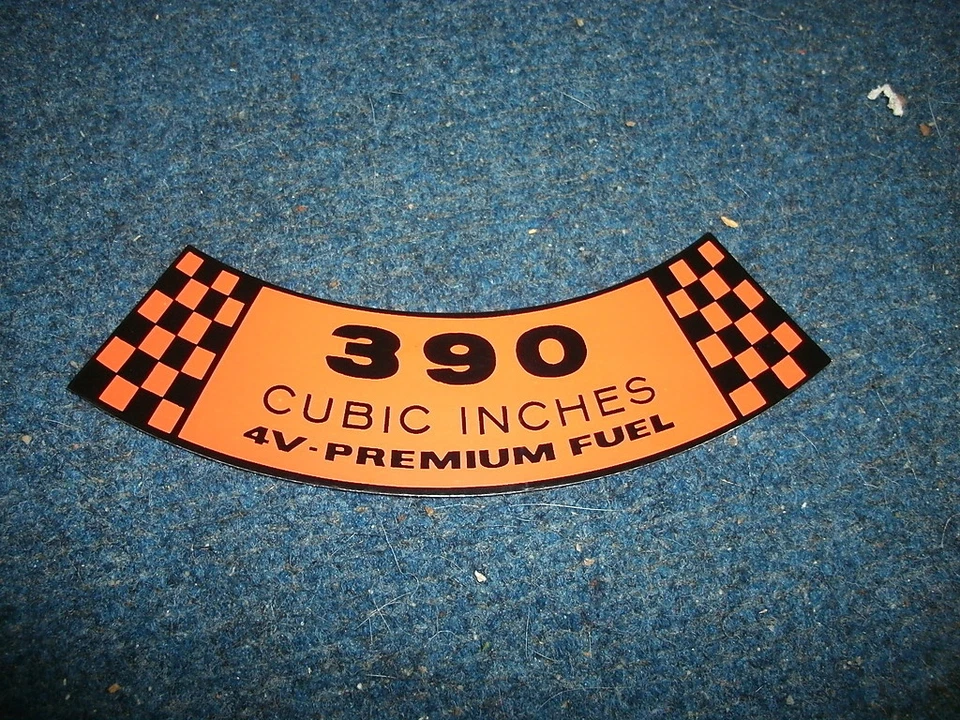 390
CUBIC INCHES
4V-PREMIUM FUEL